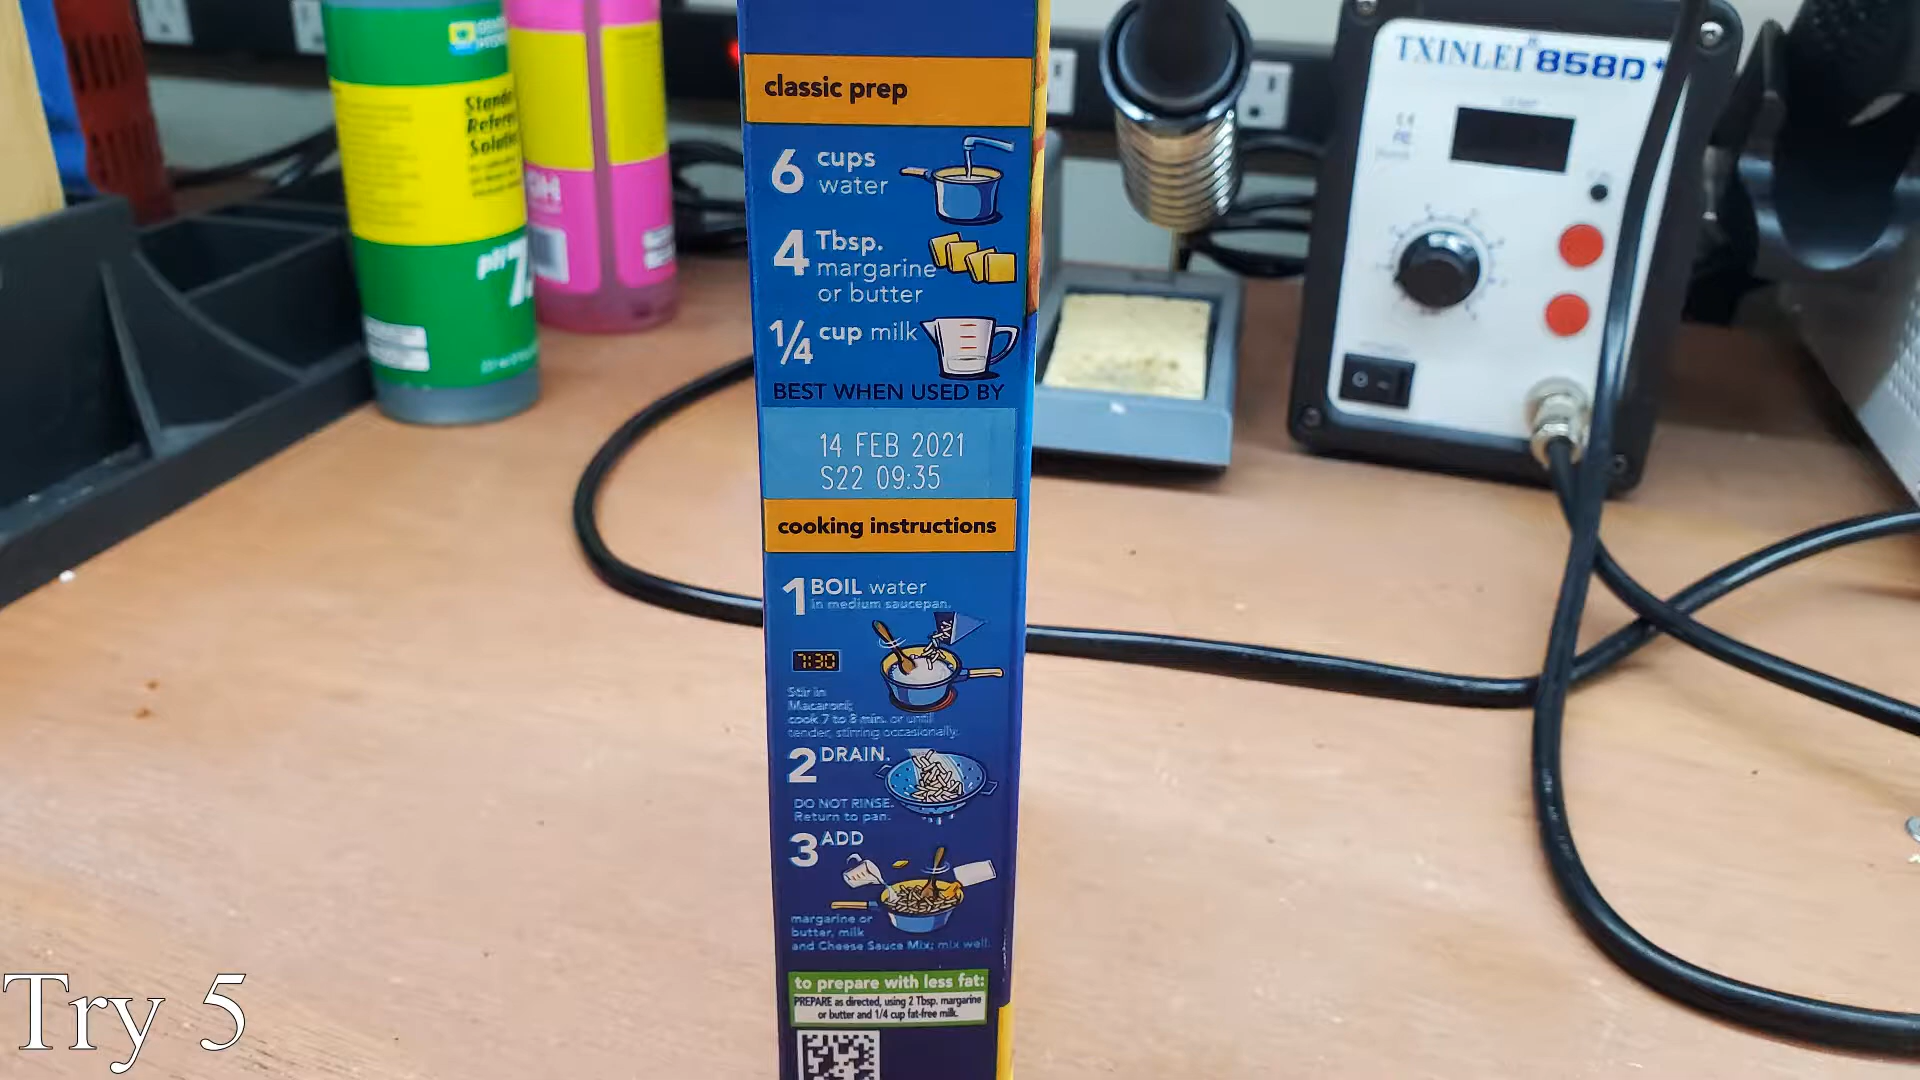 TXINLEI 858D+
classic prep
6 cups
water
4 Tbsp.
margarine
or butter
1/4 cup milk
BEST WHEN USED BY
14 FEB 2021
S22 09:35
cooking instructions
1 BOIL water
in medium saucepan.
7:30
Stir in
Macaroni;
cook 7 to 8 min. or until
tender, stirring occasionally.
2 DRAIN.
DO NOT RINSE.
Return to pan.
3 ADD
margarine or
butter, milk
and Cheese Sauce Mix; mix well.
to prepare with less fat:
PREPARE as directed, using 2 Tbsp. margarine
or butter and 1/4 cup fat-free milk.
pH 7.
Try 5